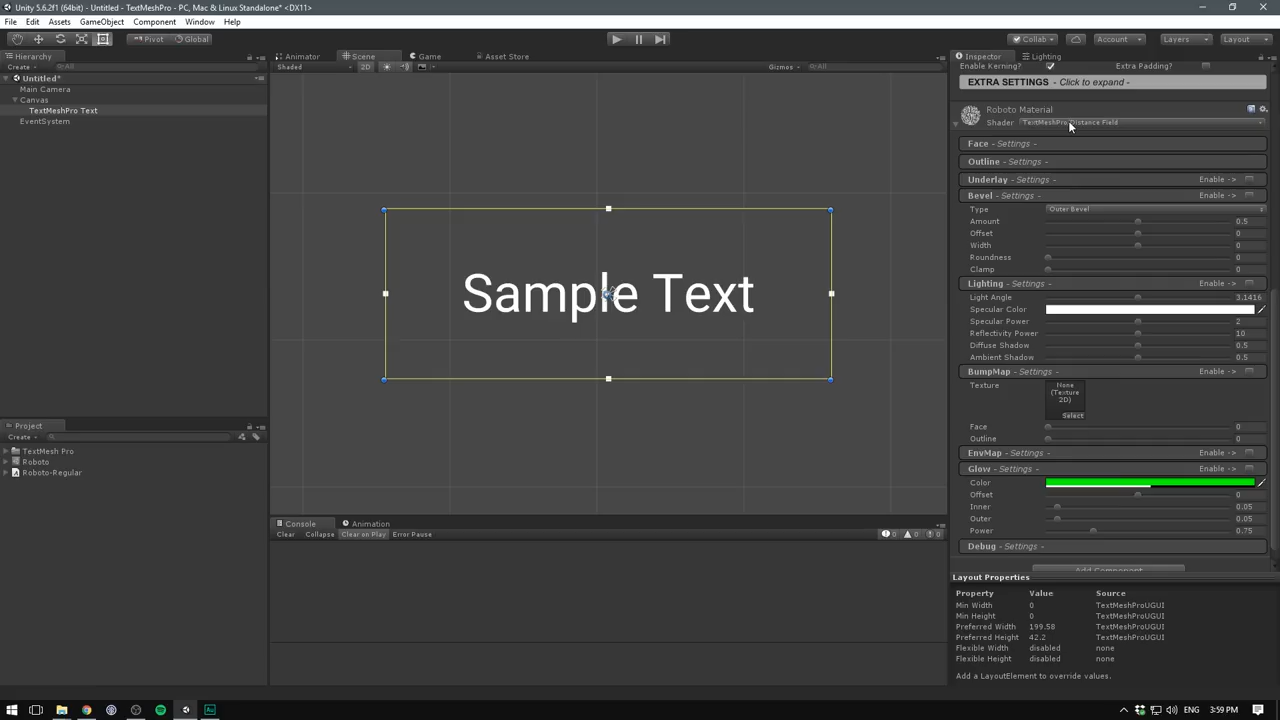 Unity 5.6.2f1 (64bit) - Untitled - TextMeshPro - PC, Mac & Linux Standalone* <DX11>
File Edit Assets GameObject Component Window Help
Pivot Global Collab Account Layers Layout
Hierarchy
Create All
Untitled*
Main Camera
Canvas
TextMeshPro Text
EventSystem
Project
Create
TextMesh Pro
Roboto
Roboto-Regular
Animator Scene Game Asset Store
Shaded 2D Gizmos All
Sample Text
Console Animation
Clear Collapse Clear on Play Error Pause 0 0 0
Inspector Lighting
Enable Kerning? Extra Padding?
EXTRA SETTINGS - Click to expand -
Roboto Material
Shader TextMeshPro/Distance Field
Face - Settings -
Outline - Settings -
Underlay - Settings - Enable ->
Bevel - Settings - Enable ->
Type Outer Bevel
Amount 0.5
Offset 0
Width 0
Roundness 0
Clamp 0
Lighting - Settings - Enable ->
Light Angle 3.1416
Specular Color
Specular Power 2
Reflectivity Power 10
Diffuse Shadow 0.5
Ambient Shadow 0.5
BumpMap - Settings - Enable ->
Texture None
(Texture
2D)
Select
Face 0
Outline 0
EnvMap - Settings - Enable ->
Glow - Settings - Enable ->
Color
Offset 0
Inner 0.05
Outer 0.05
Power 0.75
Debug - Settings -
Add Component
Layout Properties
Property Value Source
Min Width 0 TextMeshProUGUI
Min Height 0 TextMeshProUGUI
Preferred Width 199.58 TextMeshProUGUI
Preferred Height 42.2 TextMeshProUGUI
Flexible Width disabled none
Flexible Height disabled none
Add a LayoutElement to override values.
Au
ENG 3:59 PM